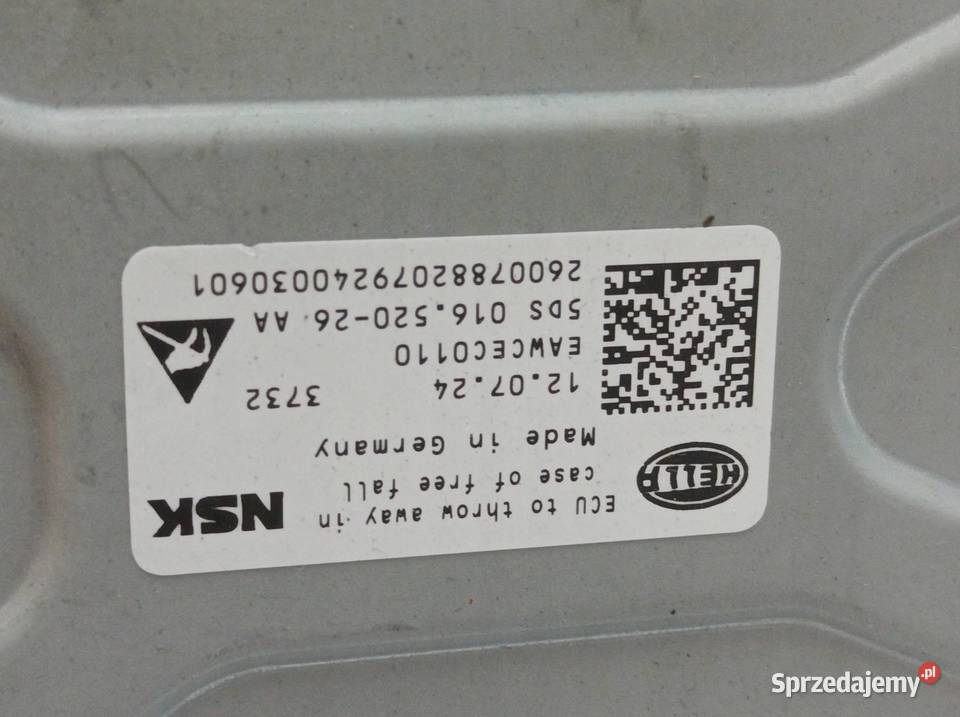 HELLA
ECU to throw away in
case of free fall
NSK
Made in Germany
12.07.24 3732
EAWCEC0110
5DS 016.520-26 AA
26007882079240030601
Sprzedajemy.pl